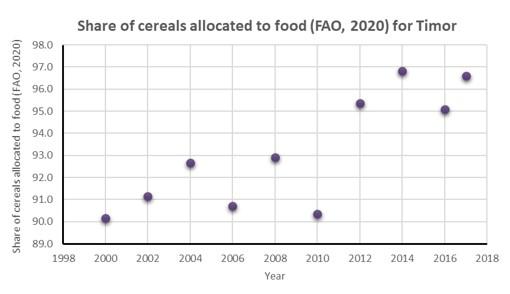 Share of cereals allocated to food (FAO, 2020) for Timor
Share of cereals allocated to food (FAO, 2020)
98.0
97.0
96.0
95.0
94.0
93.0
92.0
91.0
90.0
89.0
1998 2000 2002 2004 2006 2008 2010 2012 2014 2016 2018
Year